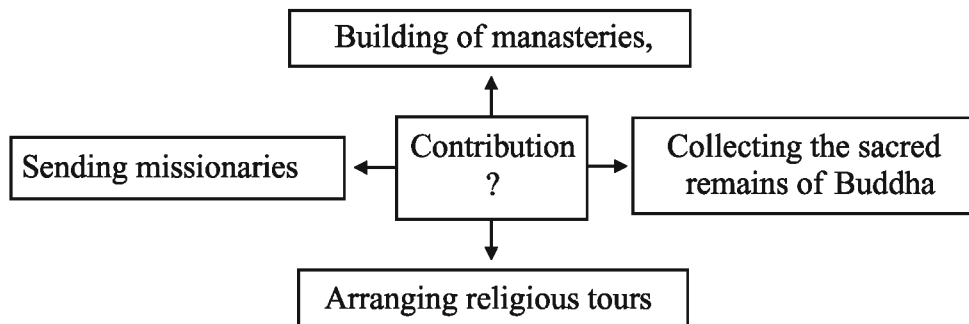 Building of manasteries,
Sending missionaries
Contribution
?
Collecting the sacred
remains of Buddha
Arranging religious tours